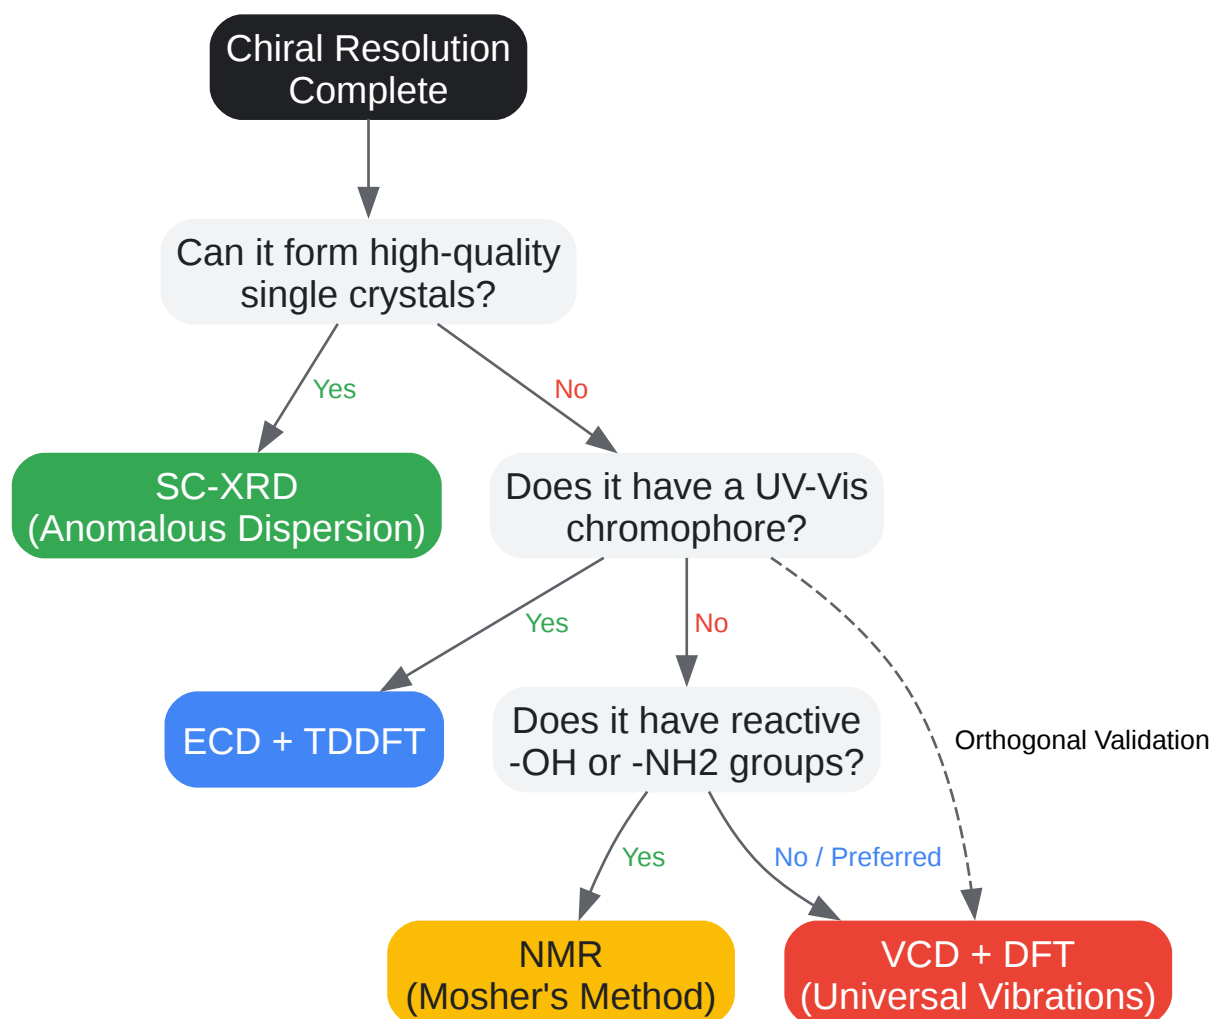 Chiral Resolution
Complete
Can it form high-quality
single crystals?
Yes
No
SC-XRD
(Anomalous Dispersion)
Does it have a UV-Vis
chromophore?
Yes
No
Orthogonal Validation
ECD + TDDFT
Does it have reactive
-OH or -NH2 groups?
Yes
No / Preferred
NMR
(Mosher's Method)
VCD + DFT
(Universal Vibrations)